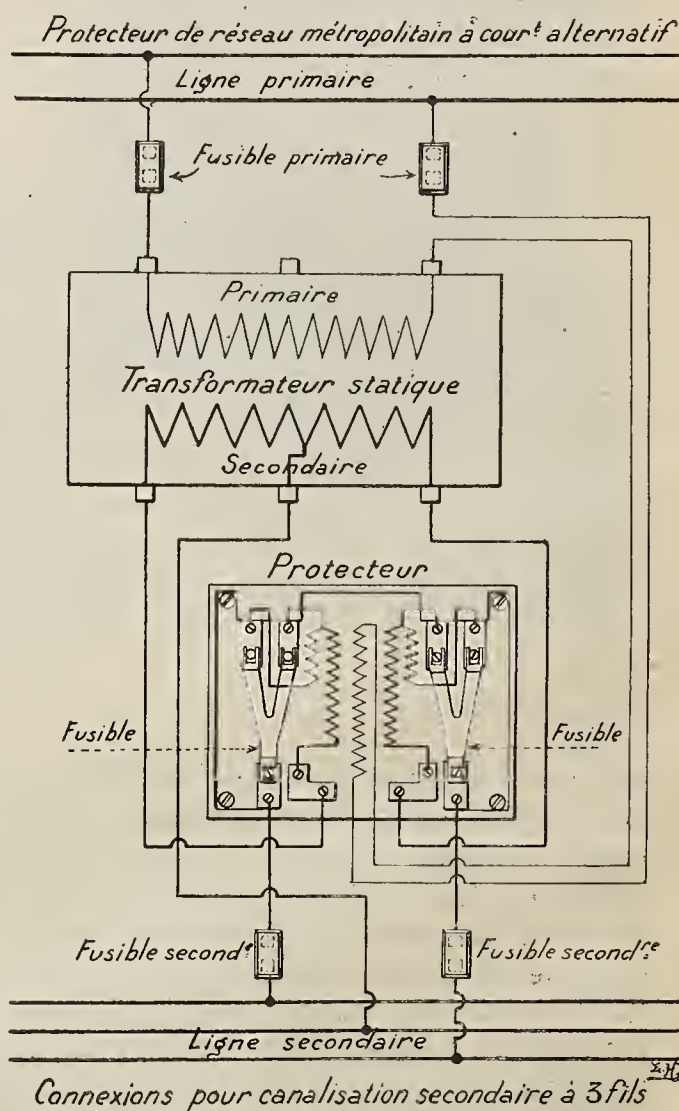 Protecteur de réseau métropolitain à cour.t alternatif
Ligne primaire
Fusible primaire
Primaire
Transformateur statique
Secondaire
Protecteur
Fusible
Fusible
Fusible second.e
Fusible second.re
Ligne secondaire
Connexions pour canalisation secondaire à 3 fils